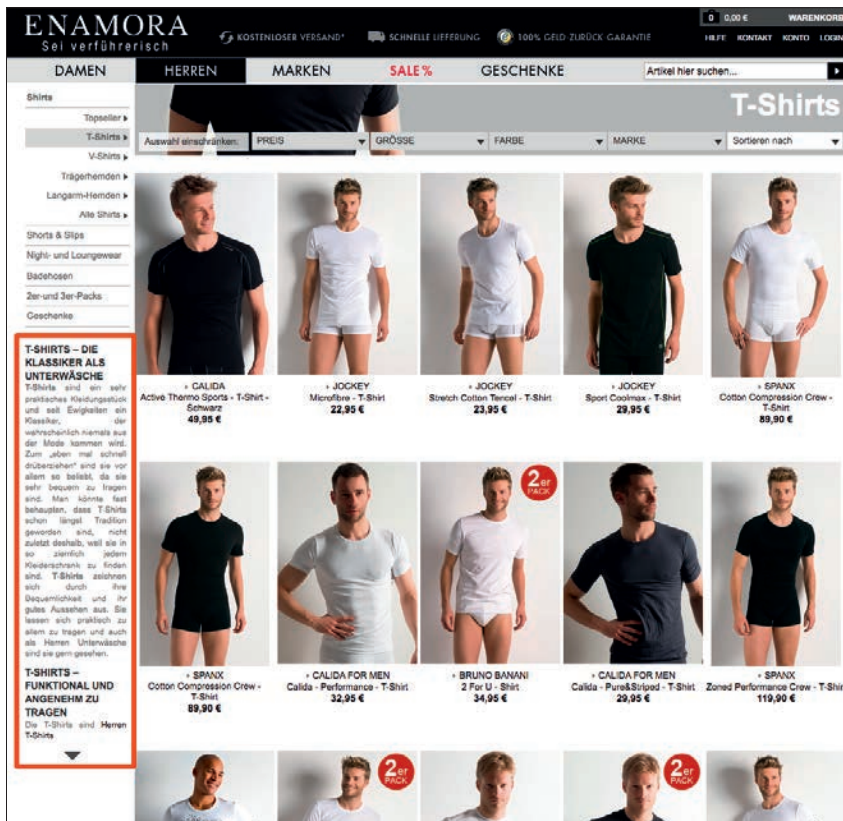 ENAMORA
Sei verführerisch
KOSTENLOSER VERSAND*
SCHNELLE LIEFERUNG
100% GELD ZURÜCK GARANTIE
0 0,00 € WARENKORB
HILFE KONTAKT KONTO LOGIN
DAMEN HERREN MARKEN SALE% GESCHENKE
Artikel hier suchen...
Shirts
Topseller
T-Shirts
V-Shirts
Trägerhemden
Langarm-Hemden
Alle Shirts
Shorts & Slips
Night- und Loungewear
Badehosen
2er-und 3er-Packs
Geschenke
T-SHIRTS – DIE
KLASSIKER ALS
UNTERWÄSCHE
T-Shirts sind ein sehr
praktisches Kleidungsstück
und seit Ewigkeiten ein
Klassiker, der
wahrscheinlich niemals aus
der Mode kommen wird.
Zum „eben mal schnell
drüberziehen" sind sie vor
allem so beliebt, da sie
sehr bequem zu tragen
sind. Man könnte fast
behaupten, dass T-Shirts
schon längst Tradition
geworden sind, nicht
zuletzt deshalb, weil sie in
so ziemlich jedem
Kleiderschrank zu finden
sind. T-Shirts zeichnen
sich durch ihre
Bequemlichkeit und ihr
gutes Aussehen aus. Sie
lassen sich praktisch zu
allem zu tragen und auch
als Herren Unterwäsche
sind sie gern gesehen.
T-SHIRTS –
FUNKTIONAL UND
ANGENEHM ZU
TRAGEN
Die T-Shirts sind Herren
T-Shirts
T-Shirts
Auswahl einschränken: PREIS GRÖSSE FARBE MARKE Sortieren nach
CALIDA
Active Thermo Sports - T-Shirt -
Schwarz
49,95 €
JOCKEY
Microfibre - T-Shirt
22,95 €
JOCKEY
Stretch Cotton Tencel - T-Shirt
23,95 €
JOCKEY
Sport Coolmax - T-Shirt
29,95 €
SPANX
Cotton Compression Crew -
T-Shirt
89,90 €
2er
PACK
SPANX
Cotton Compression Crew -
T-Shirt
89,90 €
CALIDA FOR MEN
Calida - Performance - T-Shirt
32,95 €
BRUNO BANANI
2 For U - Shirt
34,95 €
CALIDA FOR MEN
Calida - Pure&Striped - T-Shirt
29,95 €
SPANX
Zoned Performance Crew - T-Shir
119,90 €
2er
PACK
2er
PACK